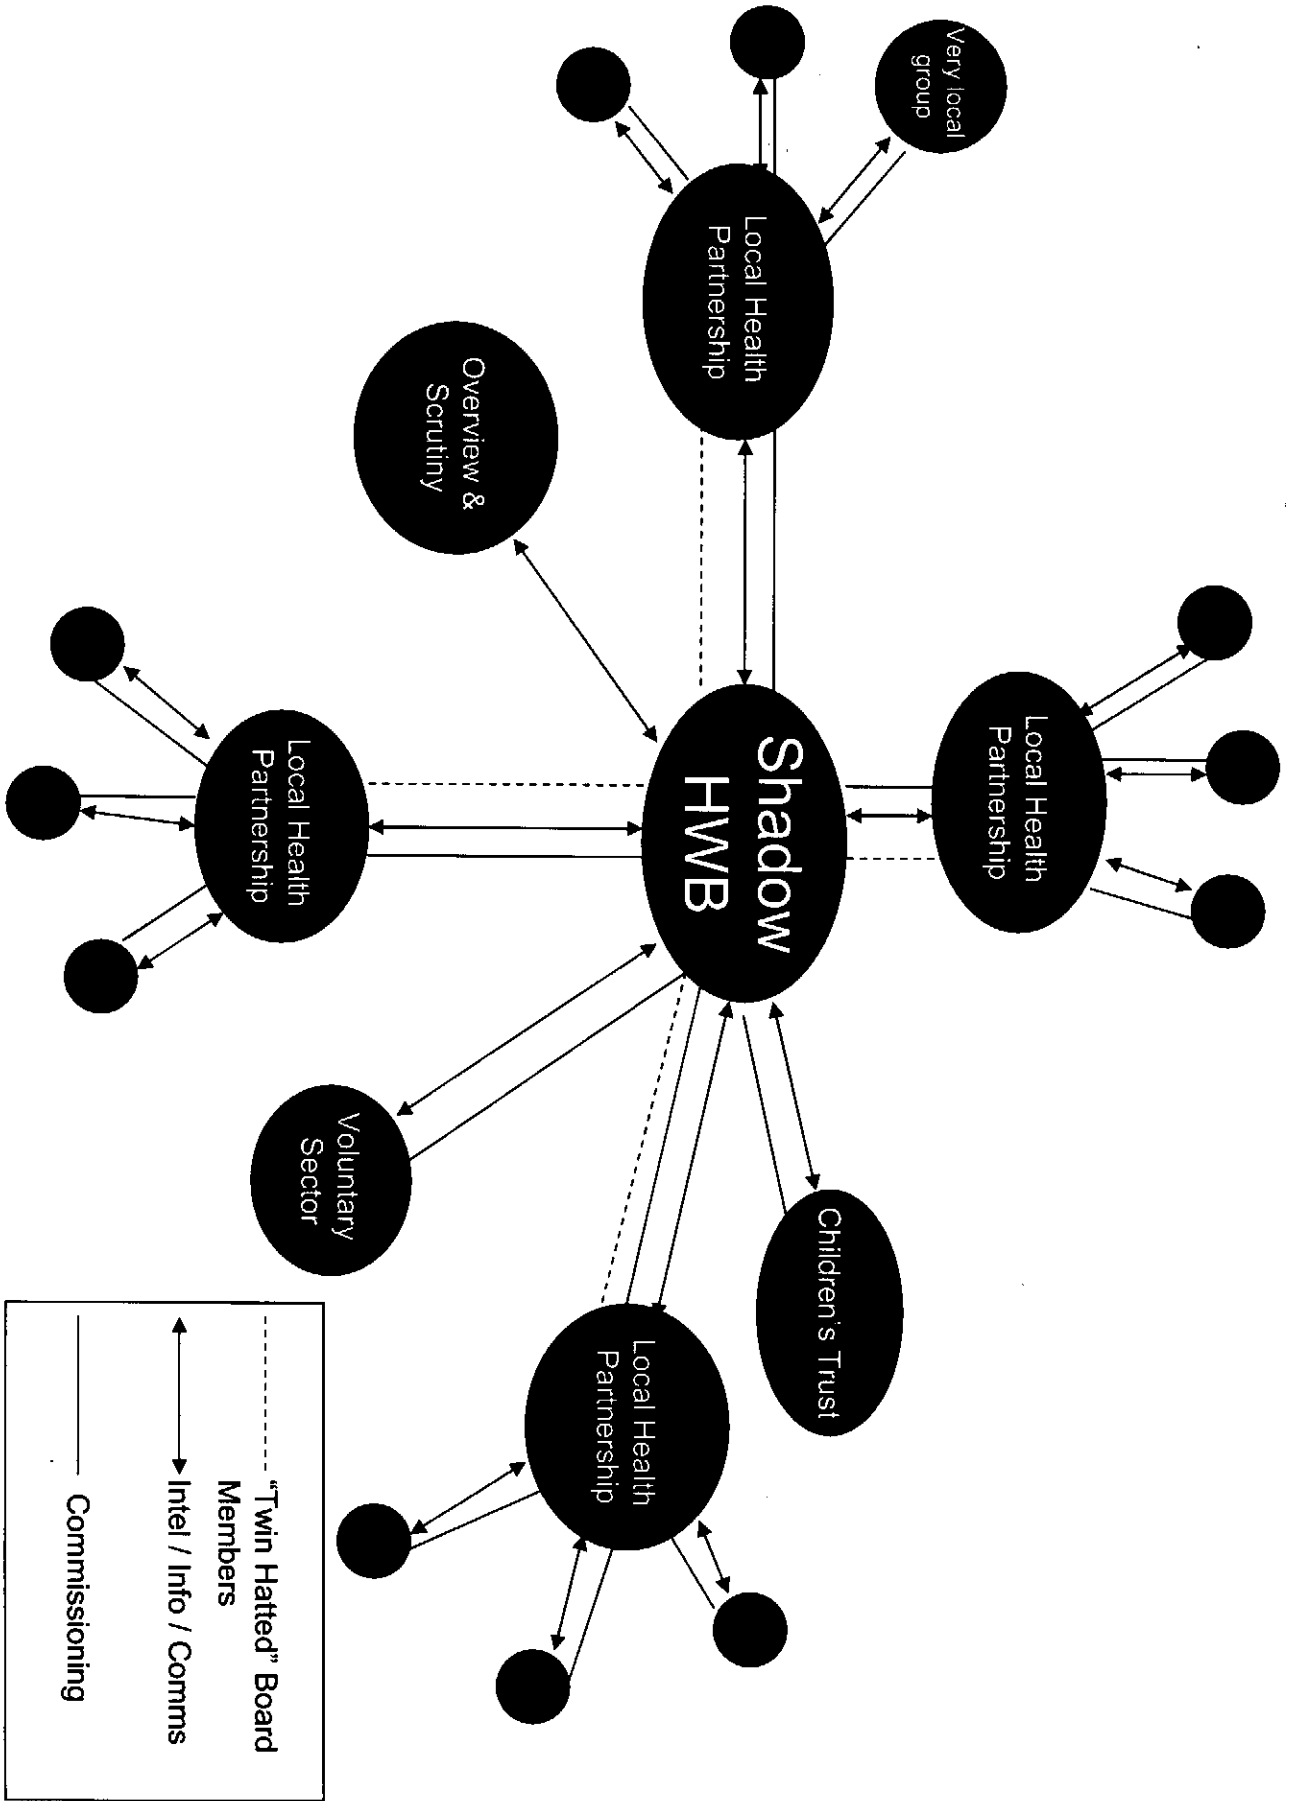 Very local
group
Local Health
Partnership
Local Health
Partnership
Overview &
Scrutiny
Shadow
HWB
Children's Trust
Local Health
Partnership
Voluntary
Sector
Local Health
Partnership
"Twin Hatted" Board
Members
Intel / Info / Comms
Commissioning